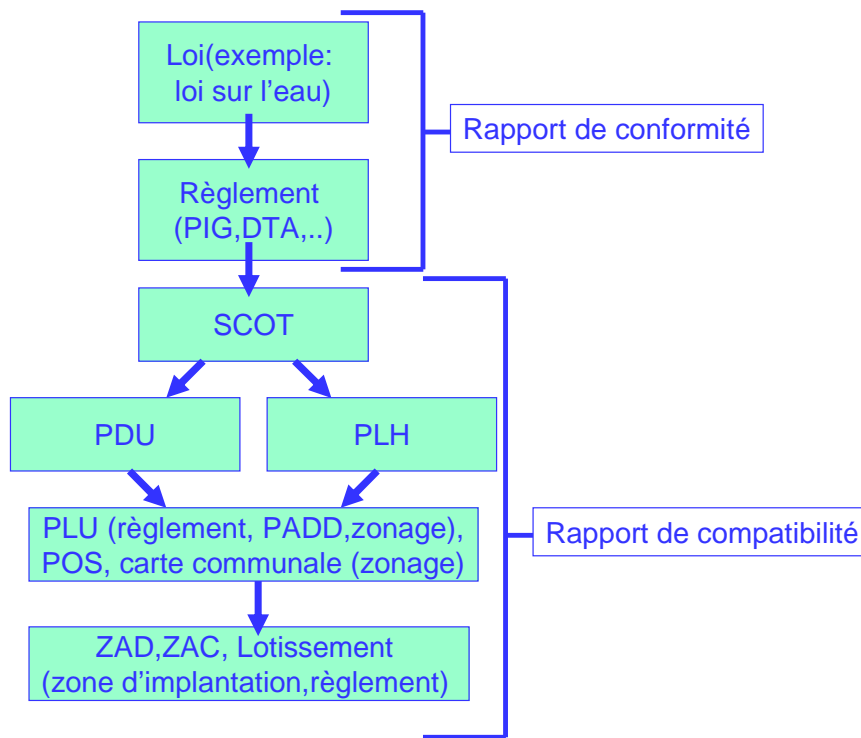 Loi(exemple:
loi sur l'eau)
Rapport de conformité
Règlement
(PIG,DTA,..)
SCOT
PDU
PLH
PLU (règlement, PADD,zonage),
POS, carte communale (zonage)
Rapport de compatibilité
ZAD,ZAC, Lotissement
(zone d'implantation,règlement)